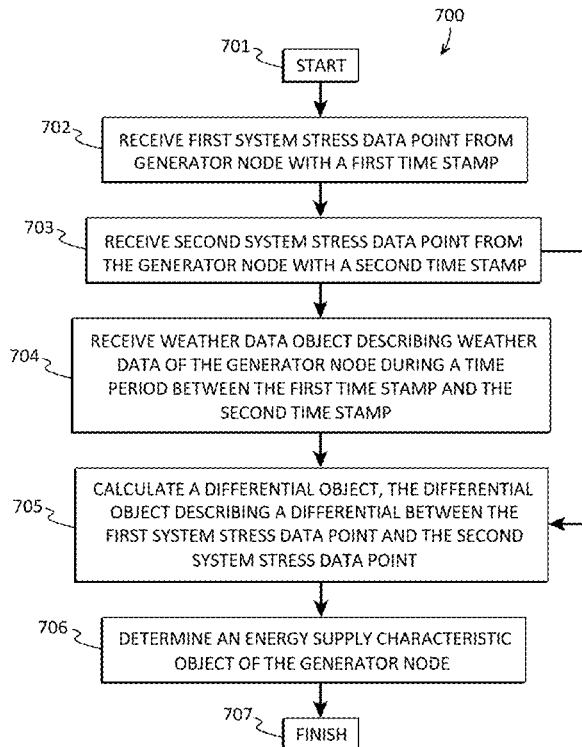 700
701
START
702
RECEIVE FIRST SYSTEM STRESS DATA POINT FROM
GENERATOR NODE WITH A FIRST TIME STAMP
703
RECEIVE SECOND SYSTEM STRESS DATA POINT FROM
THE GENERATOR NODE WITH A SECOND TIME STAMP
704
RECEIVE WEATHER DATA OBJECT DESCRIBING WEATHER
DATA OF THE GENERATOR NODE DURING A TIME
PERIOD BETWEEN THE FIRST TIME STAMP AND THE
SECOND TIME STAMP
705
CALCULATE A DIFFERENTIAL OBJECT, THE DIFFERENTIAL
OBJECT DESCRIBING A DIFFERENTIAL BETWEEN THE
FIRST SYSTEM STRESS DATA POINT AND THE SECOND
SYSTEM STRESS DATA POINT
706
DETERMINE AN ENERGY SUPPLY CHARACTERISTIC
OBJECT OF THE GENERATOR NODE
707
FINISH